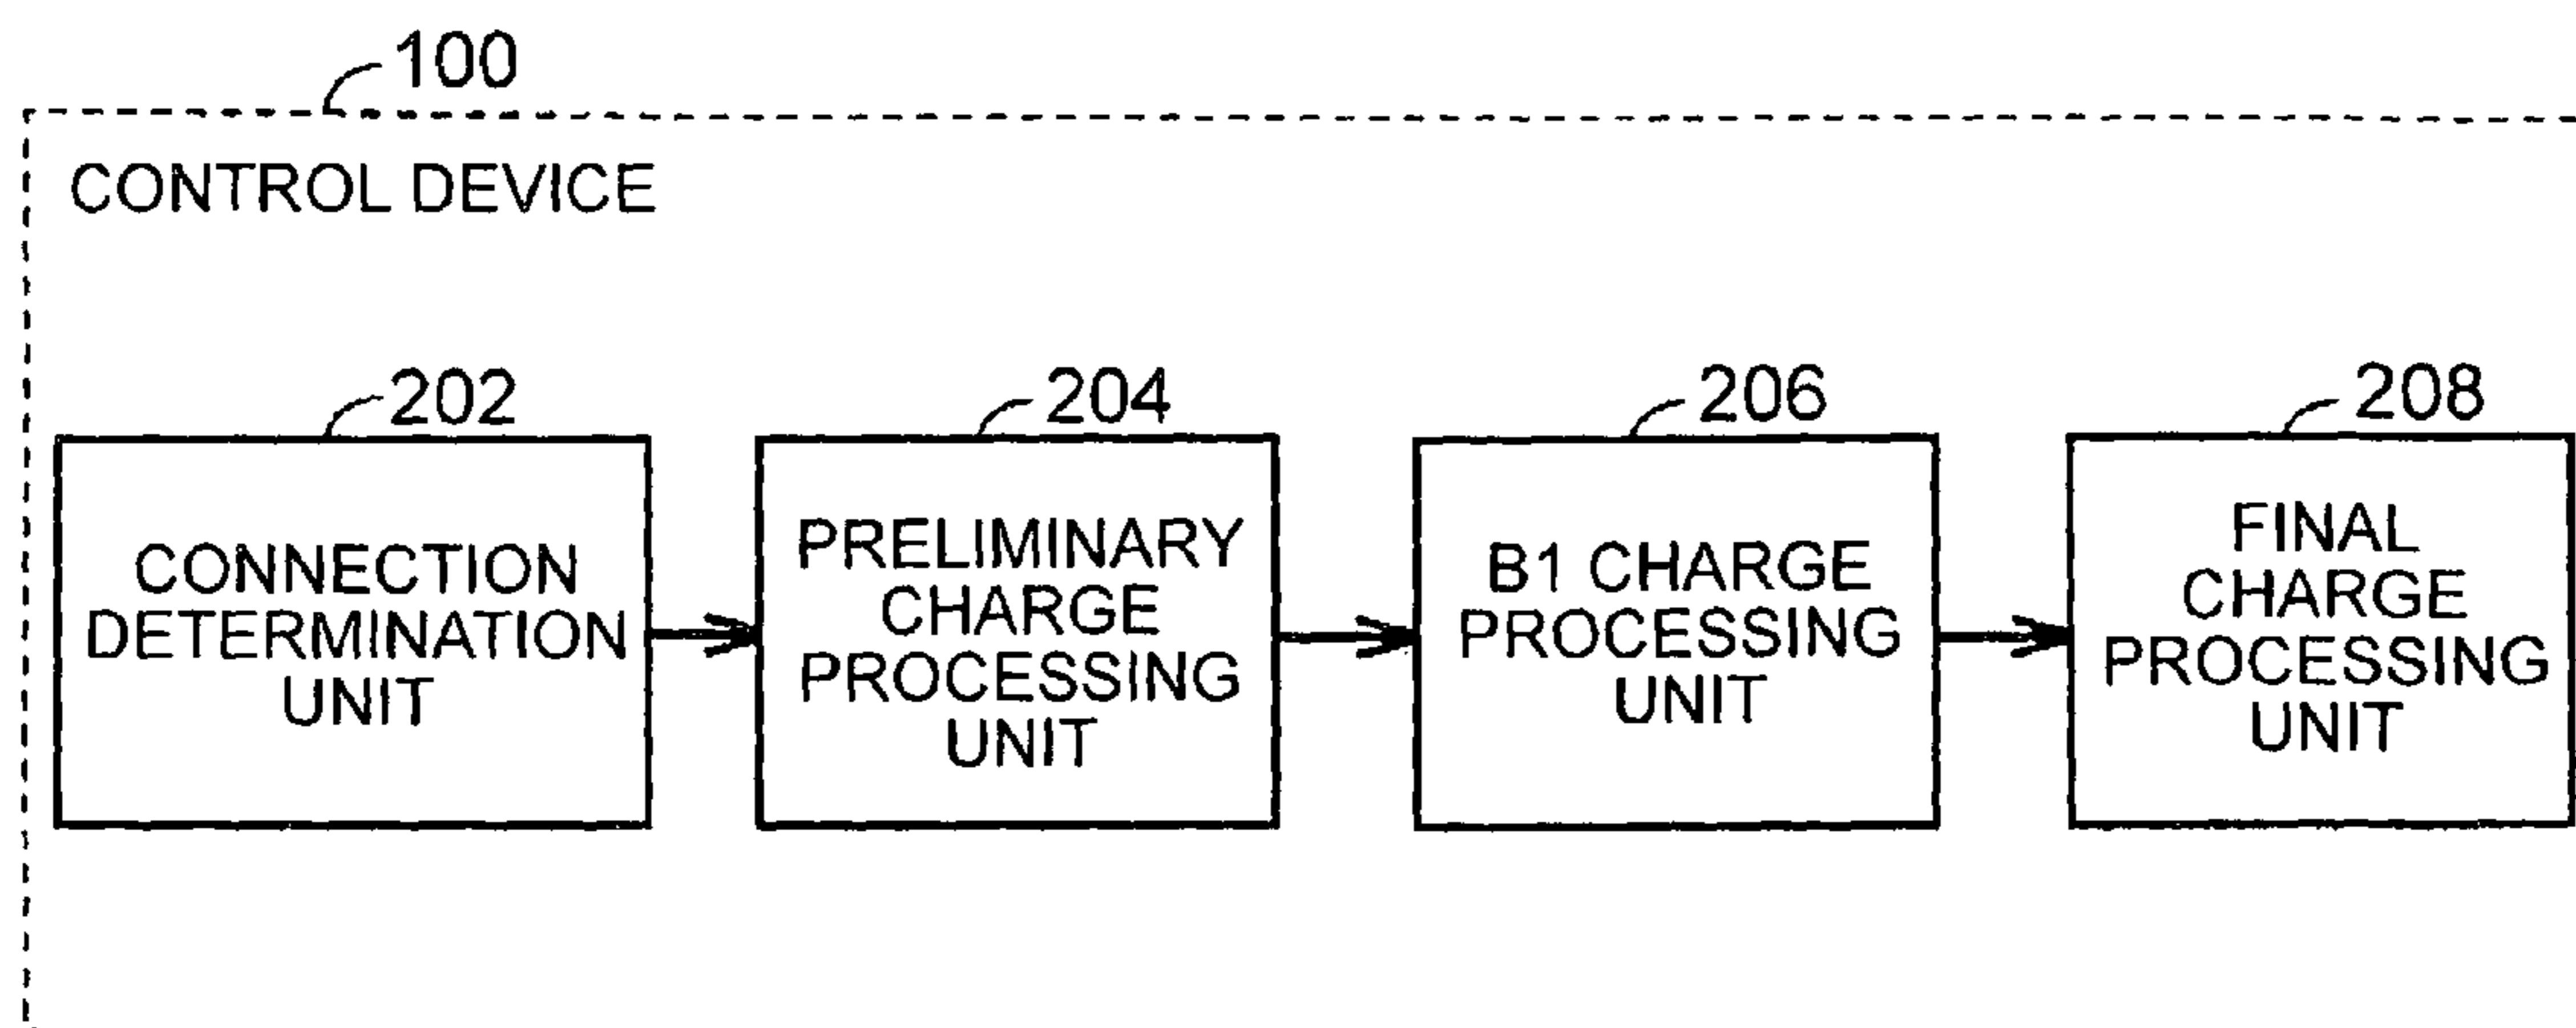 100
CONTROL DEVICE
202
CONNECTION
DETERMINATION
UNIT
204
PRELIMINARY
CHARGE
PROCESSING
UNIT
206
B1 CHARGE
PROCESSING
UNIT
208
FINAL
CHARGE
PROCESSING
UNIT